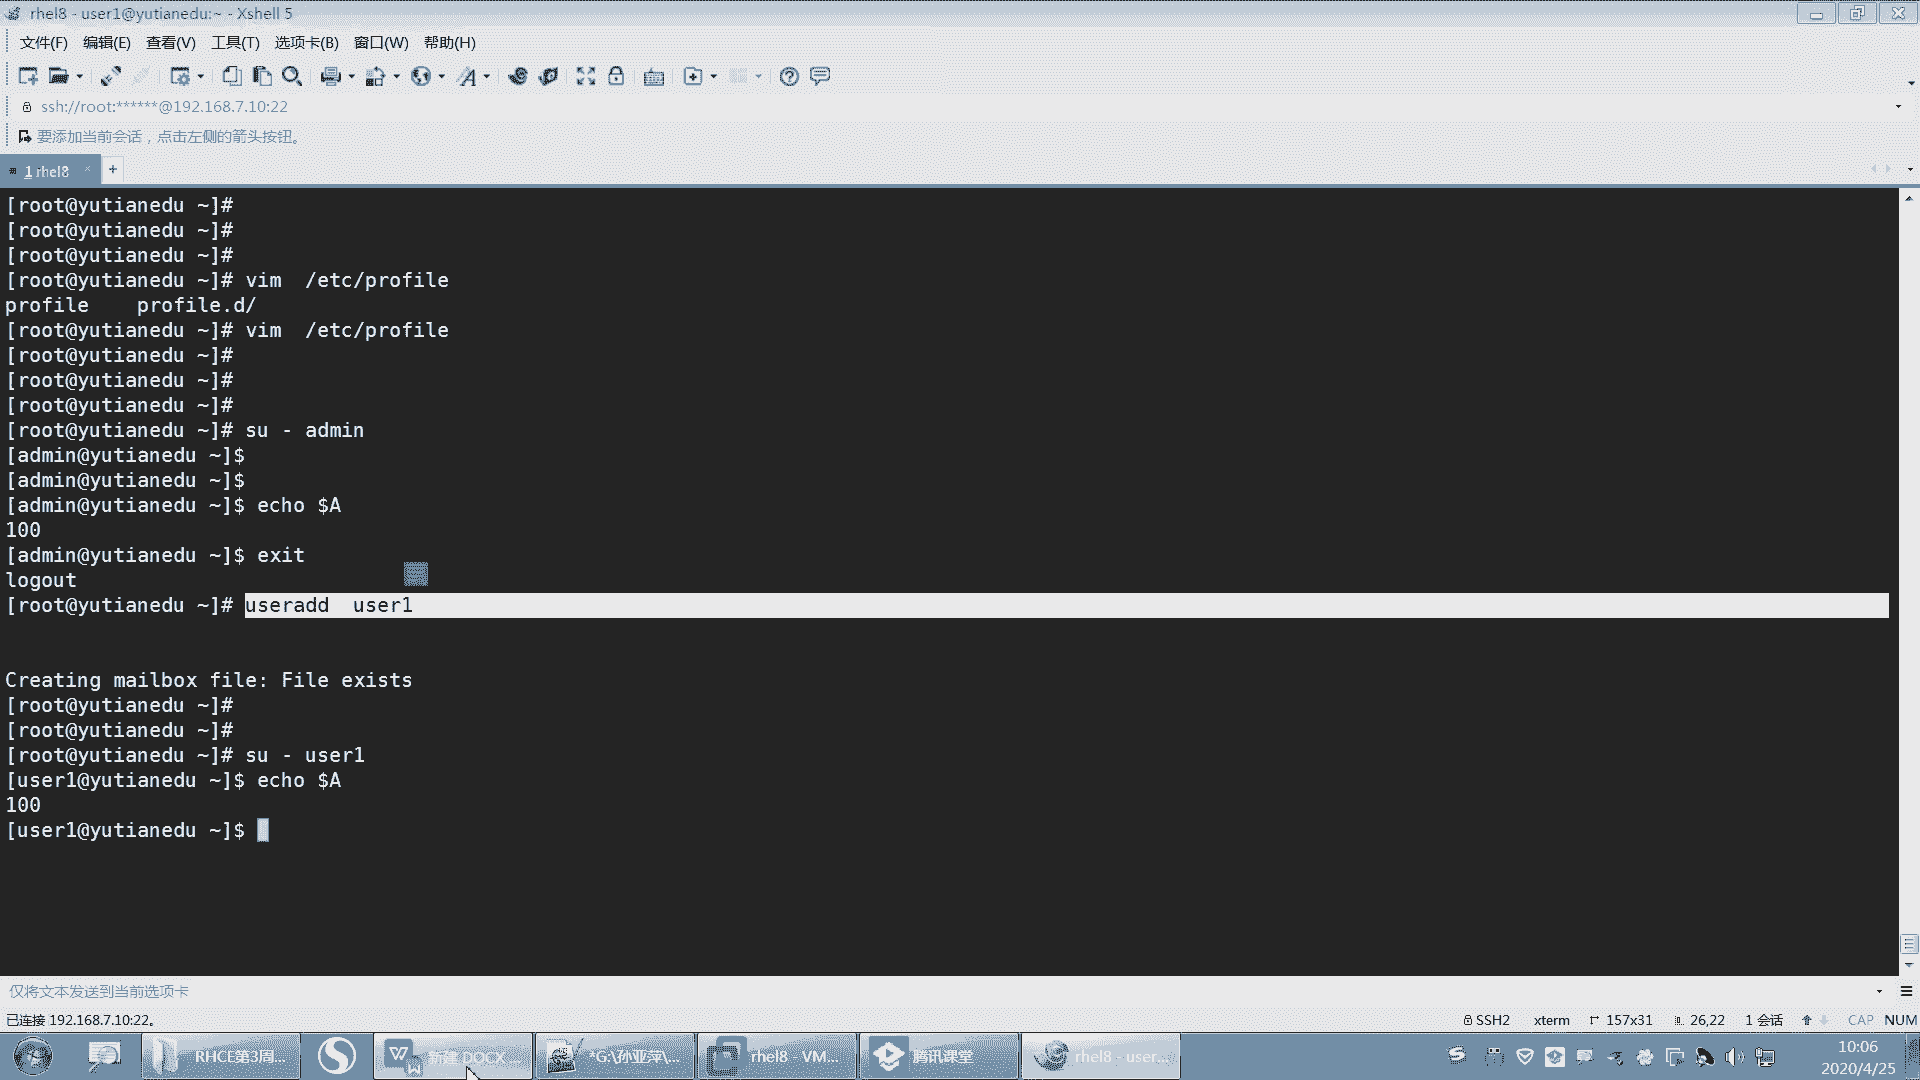 rhel8 - user1@yutianedu:~ - Xshell 5
文件(F) 编辑(E) 查看(V) 工具(T) 选项卡(B) 窗口(W) 帮助(H)
ssh://root:******@192.168.7.10:22
要添加当前会话，点击左侧的箭头按钮。
1 rhel8
[root@yutianedu ~]#
[root@yutianedu ~]#
[root@yutianedu ~]#
[root@yutianedu ~]# vim  /etc/profile
profile    profile.d/
[root@yutianedu ~]# vim  /etc/profile
[root@yutianedu ~]#
[root@yutianedu ~]#
[root@yutianedu ~]#
[root@yutianedu ~]# su - admin
[admin@yutianedu ~]$
[admin@yutianedu ~]$
[admin@yutianedu ~]$ echo $A
100
[admin@yutianedu ~]$ exit
logout
[root@yutianedu ~]# useradd  user1
Creating mailbox file: File exists
[root@yutianedu ~]#
[root@yutianedu ~]#
[root@yutianedu ~]# su - user1
[user1@yutianedu ~]$ echo $A
100
[user1@yutianedu ~]$
仅将文本发送到当前选项卡
已连接 192.168.7.10:22。 SSH2 xterm 157x31 26,22 1 会话 CAP NUM
RHCE第3周... 新建 DOCX ... *G:\孙亚萍\... rhel8 - VM... 腾讯课堂 rhel8 - user... 10:06
2020/4/25